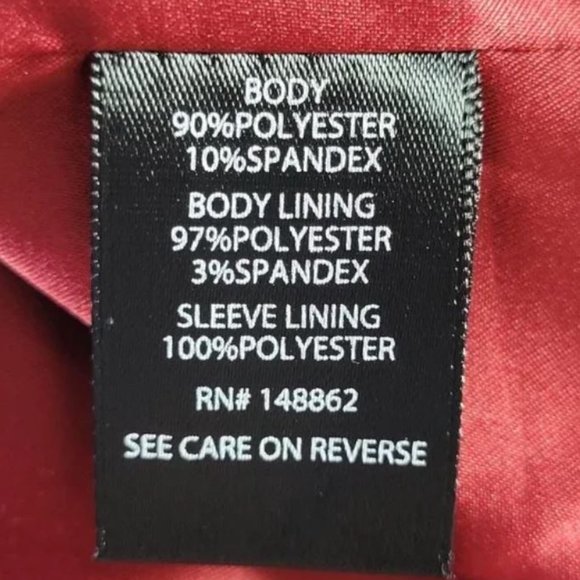 BODY
90%POLYESTER
10%SPANDEX
BODY LINING
97%POLYESTER
3%SPANDEX
SLEEVE LINING
100%POLYESTER
RN# 148862
SEE CARE ON REVERSE